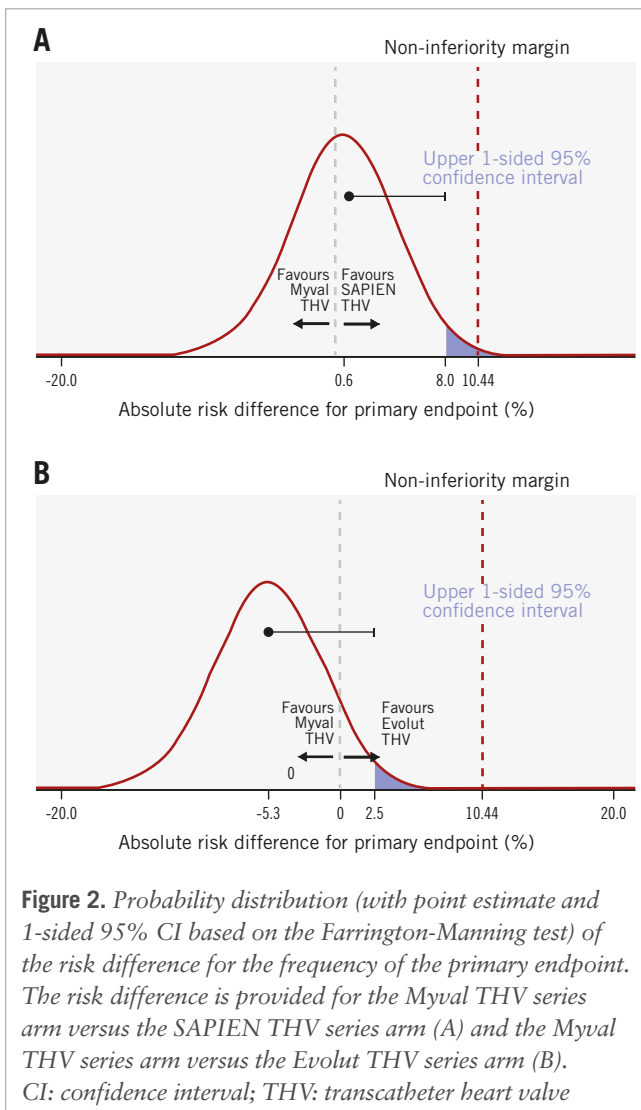 A
Non-inferiority margin
Upper 1-sided 95%
confidence interval
Favours Favours
Myval SAPIEN
THV THV
-20.0 0.6 8.0 10.44
Absolute risk difference for primary endpoint (%)
B
Non-inferiority margin
Upper 1-sided 95%
confidence interval
Favours Favours
Myval Evolut
THV THV
0
-20.0 -5.3 0 2.5 10.44 20.0
Absolute risk difference for primary endpoint (%)
Figure 2. Probability distribution (with point estimate and
1-sided 95% CI based on the Farrington-Manning test) of
the risk difference for the frequency of the primary endpoint.
The risk difference is provided for the Myval THV series
arm versus the SAPIEN THV series arm (A) and the Myval
THV series arm versus the Evolut THV series arm (B).
CI: confidence interval; THV: transcatheter heart valve